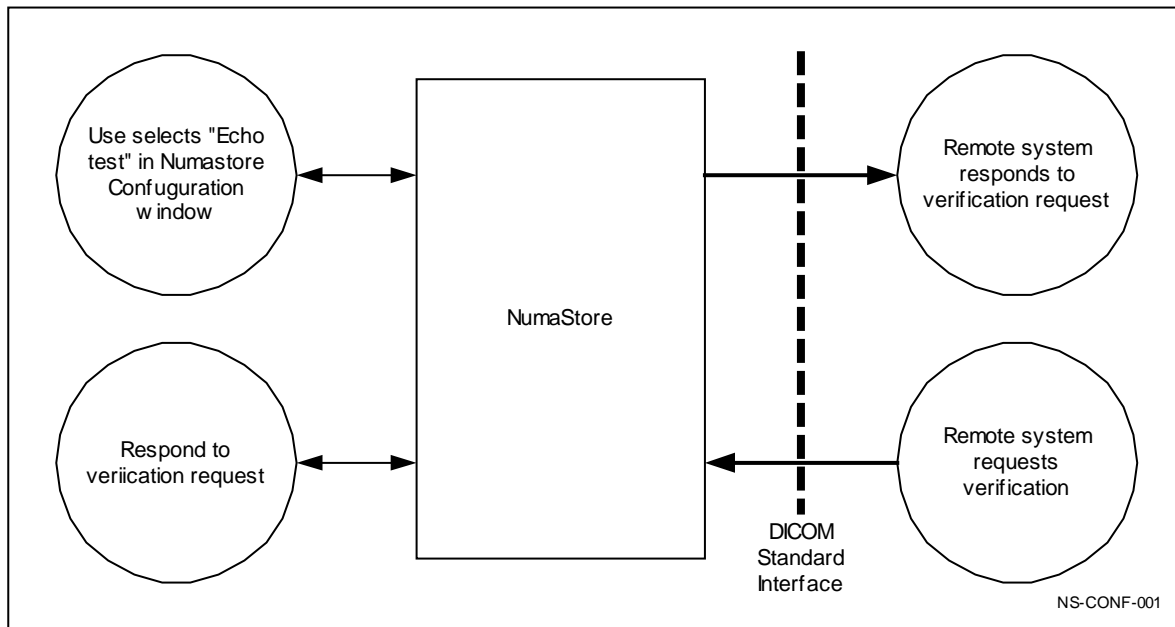 Use selects "Echo
test" in Numastore
Confuguration
window
Remote system
responds to
verification request
NumaStore
Respond to
veriication request
Remote system
requests
verification
DICOM
Standard
Interface
NS-CONF-001